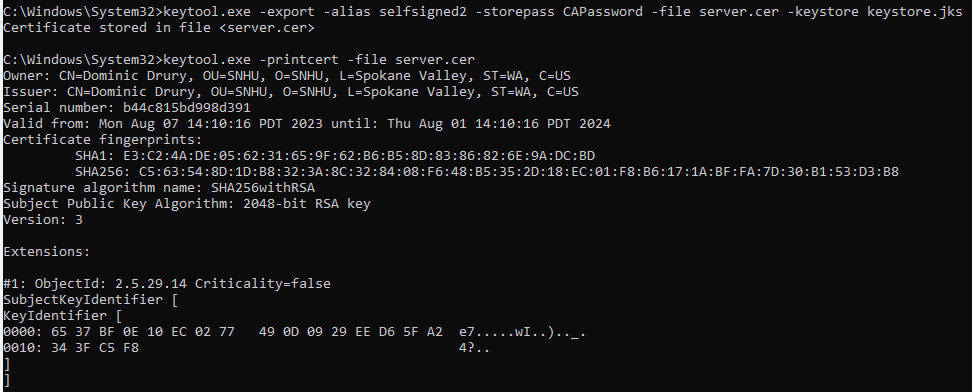 C:\Windows\System32>keytool.exe -export -alias selfsigned2 -storepass CAPassword -file server.cer -keystore keystore.jks
Certificate stored in file <server.cer>

C:\Windows\System32>keytool.exe -printcert -file server.cer
Owner: CN=Dominic Drury, OU=SNHU, O=SNHU, L=Spokane Valley, ST=WA, C=US
Issuer: CN=Dominic Drury, OU=SNHU, O=SNHU, L=Spokane Valley, ST=WA, C=US
Serial number: b44c815bd998d391
Valid from: Mon Aug 07 14:10:16 PDT 2023 until: Thu Aug 01 14:10:16 PDT 2024
Certificate fingerprints:
         SHA1: E3:C2:4A:DE:05:62:31:65:9F:62:B6:B5:8D:83:86:82:6E:9A:DC:BD
         SHA256: C5:63:54:8D:1D:B8:32:3A:8C:32:84:08:F6:48:B5:35:2D:18:EC:01:F8:B6:17:1A:BF:FA:7D:30:B1:53:D3:B8
Signature algorithm name: SHA256withRSA
Subject Public Key Algorithm: 2048-bit RSA key
Version: 3

Extensions:

#1: ObjectId: 2.5.29.14 Criticality=false
SubjectKeyIdentifier [
KeyIdentifier [
0000: 65 37 BF 0E 10 EC 02 77   49 0D 09 29 EE D6 5F A2  e7.....wI..).._.
0010: 34 3F C5 F8                                        4?..
]
]